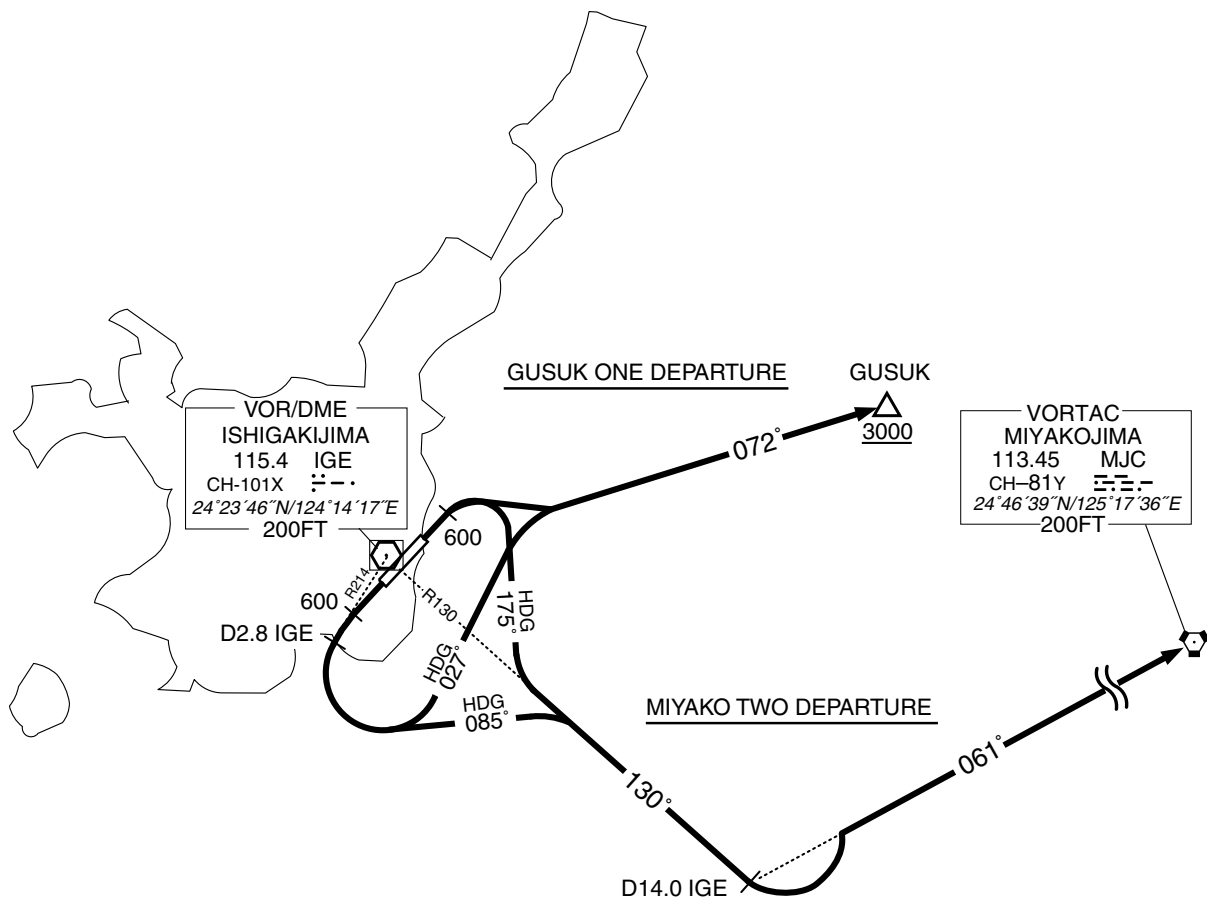 GUSUK ONE DEPARTURE
GUSUK
3000
072°
VOR/DME
ISHIGAKIJIMA
115.4 IGE
CH-101X
24°23´46″N/124°14´17″E
200FT
VORTAC
MIYAKOJIMA
113.45 MJC
CH–81Y
24°46´39″N/125°17´36″E
200FT
600
R214
R130
600
HDG
175°
D2.8 IGE
HDG
027°
HDG
085°
MIYAKO TWO DEPARTURE
061°
130°
D14.0 IGE